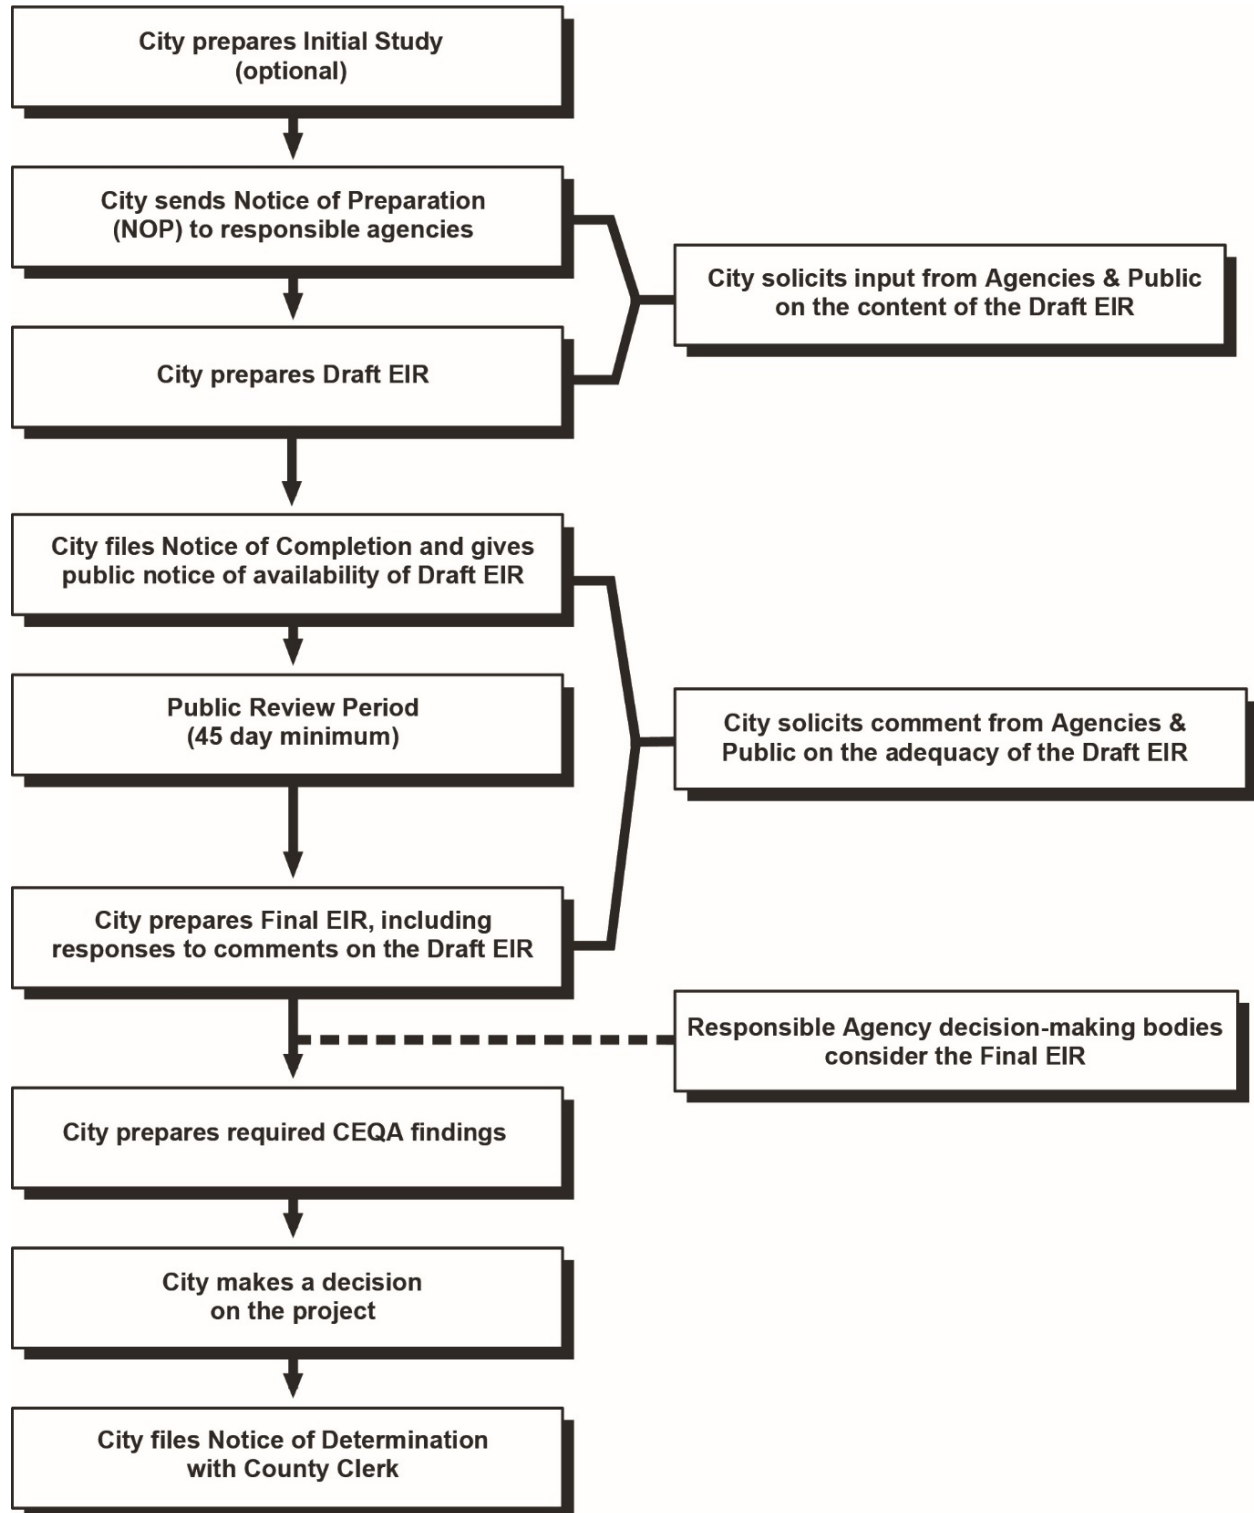 City prepares Initial Study
(optional)
City sends Notice of Preparation
(NOP) to responsible agencies
City solicits input from Agencies & Public
on the content of the Draft EIR
City prepares Draft EIR
City files Notice of Completion and gives
public notice of availability of Draft EIR
Public Review Period
(45 day minimum)
City solicits comment from Agencies &
Public on the adequacy of the Draft EIR
City prepares Final EIR, including
responses to comments on the Draft EIR
Responsible Agency decision-making bodies
consider the Final EIR
City prepares required CEQA findings
City makes a decision
on the project
City files Notice of Determination
with County Clerk